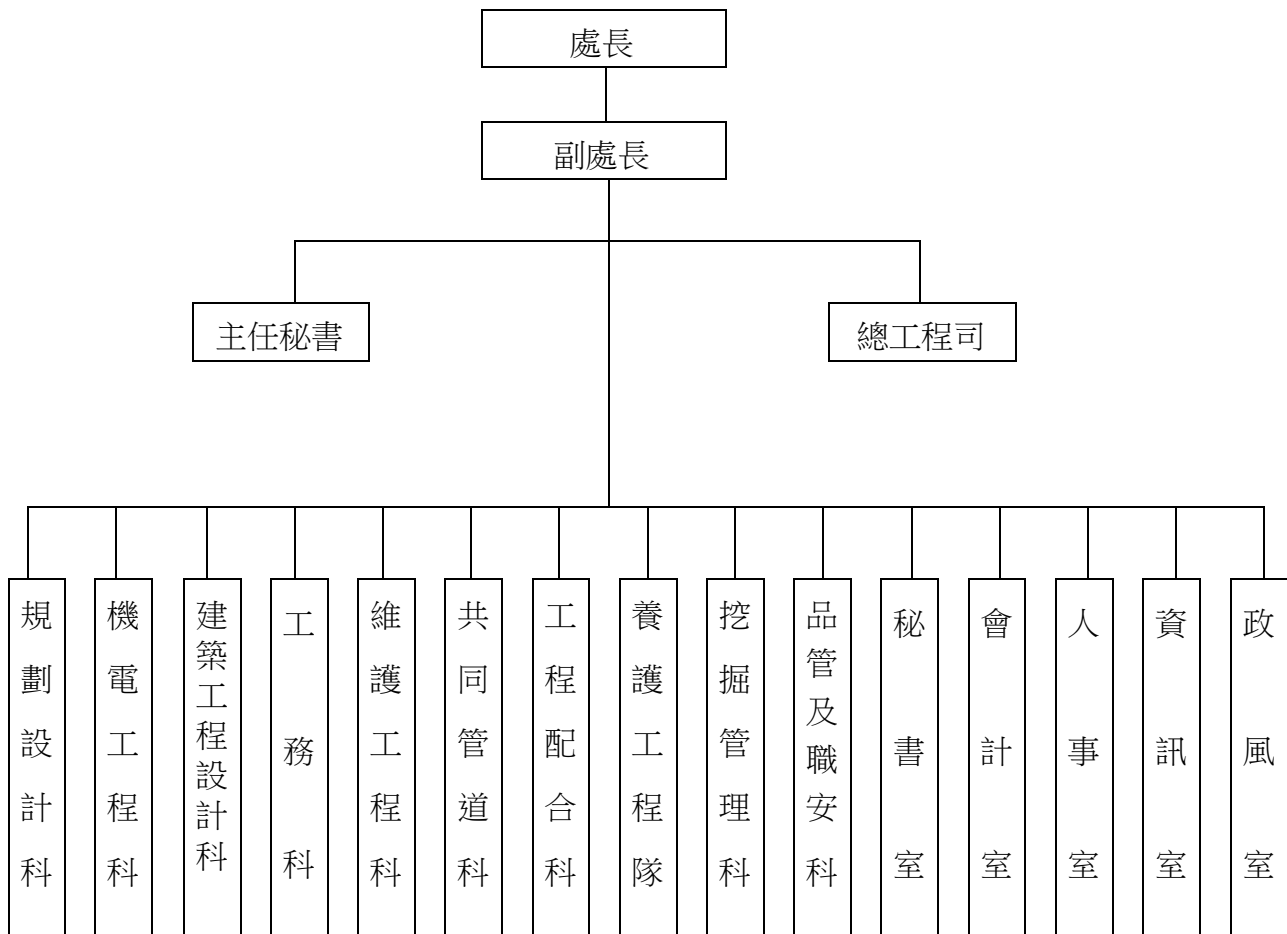 處長
副處長
主任秘書
總工程司
規劃設計科
機電工程科
建築工程設計科
工務科
維護工程科
共同管道科
工程配合科
養護工程隊
挖掘管理科
品管及職安科
秘書室
會計室
人事室
資訊室
政風室